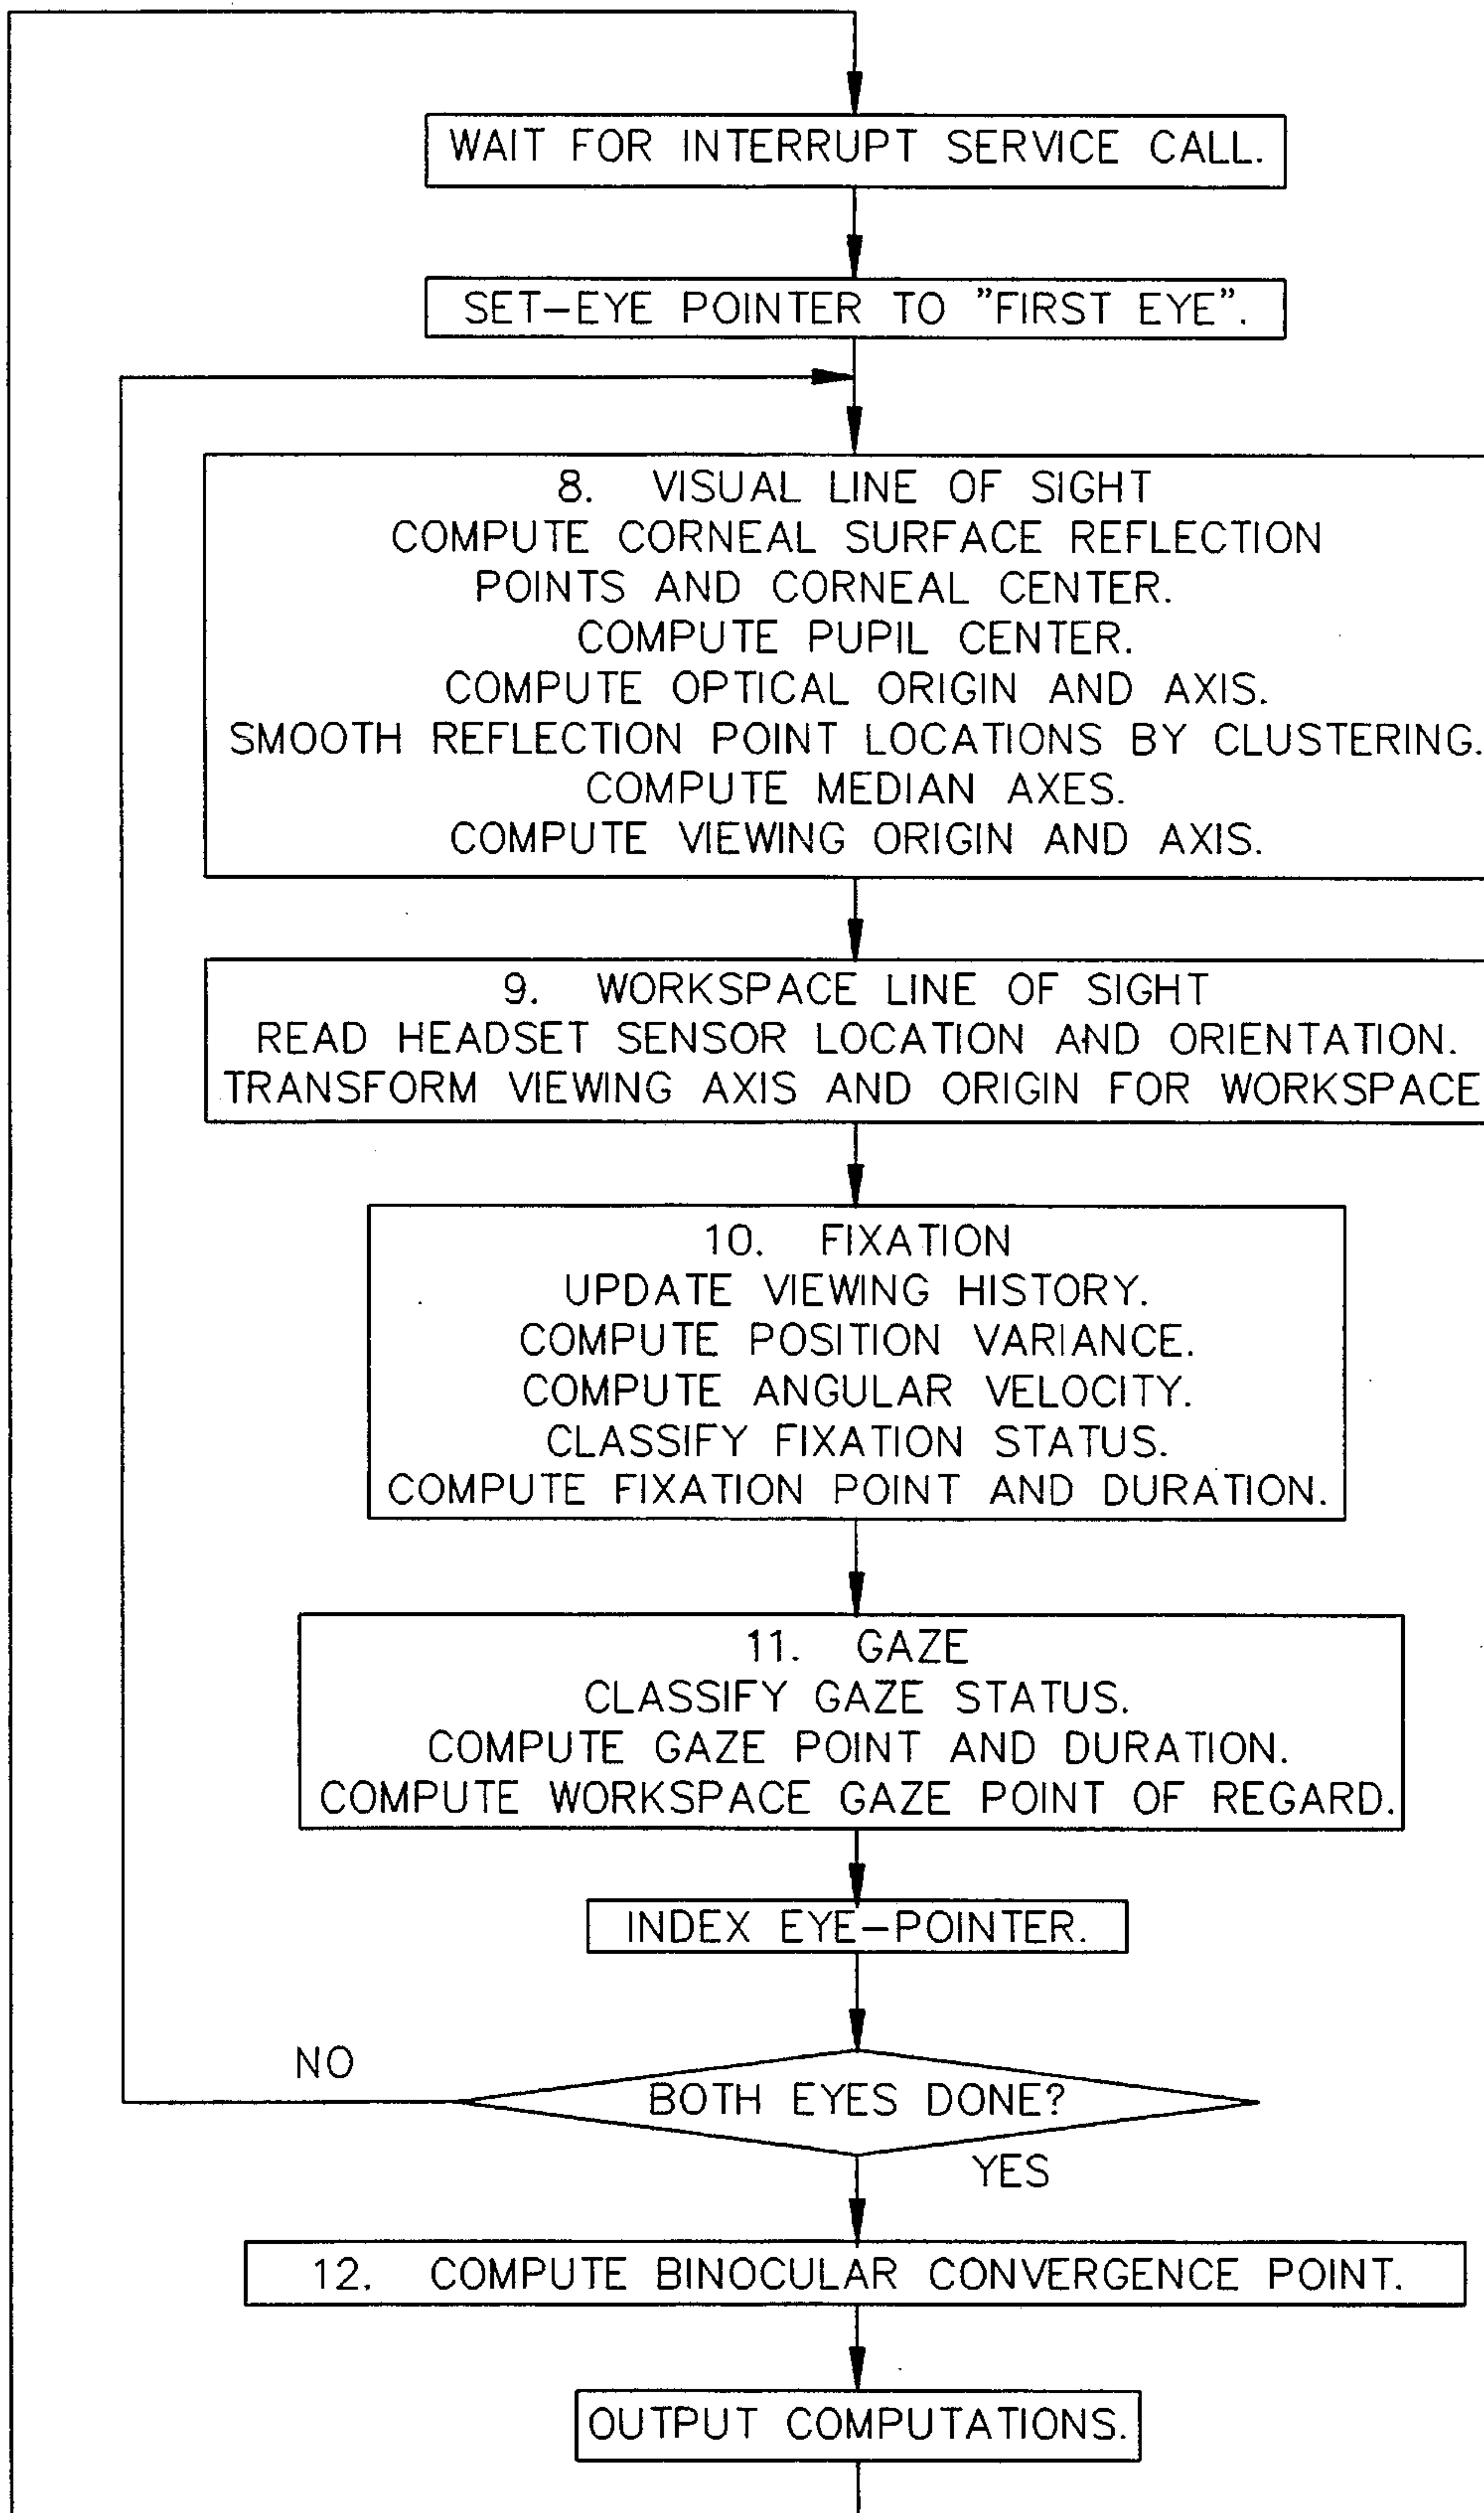 WAIT FOR INTERRUPT SERVICE CALL.
SET-EYE POINTER TO "FIRST EYE".
8. VISUAL LINE OF SIGHT
COMPUTE CORNEAL SURFACE REFLECTION
POINTS AND CORNEAL CENTER.
COMPUTE PUPIL CENTER.
COMPUTE OPTICAL ORIGIN AND AXIS.
SMOOTH REFLECTION POINT LOCATIONS BY CLUSTERING.
COMPUTE MEDIAN AXES.
COMPUTE VIEWING ORIGIN AND AXIS.
9. WORKSPACE LINE OF SIGHT
READ HEADSET SENSOR LOCATION AND ORIENTATION.
TRANSFORM VIEWING AXIS AND ORIGIN FOR WORKSPACE
10. FIXATION
UPDATE VIEWING HISTORY.
COMPUTE POSITION VARIANCE.
COMPUTE ANGULAR VELOCITY.
CLASSIFY FIXATION STATUS.
COMPUTE FIXATION POINT AND DURATION.
11. GAZE
CLASSIFY GAZE STATUS.
COMPUTE GAZE POINT AND DURATION.
COMPUTE WORKSPACE GAZE POINT OF REGARD.
INDEX EYE-POINTER.
NO
BOTH EYES DONE?
YES
12. COMPUTE BINOCULAR CONVERGENCE POINT.
OUTPUT COMPUTATIONS.